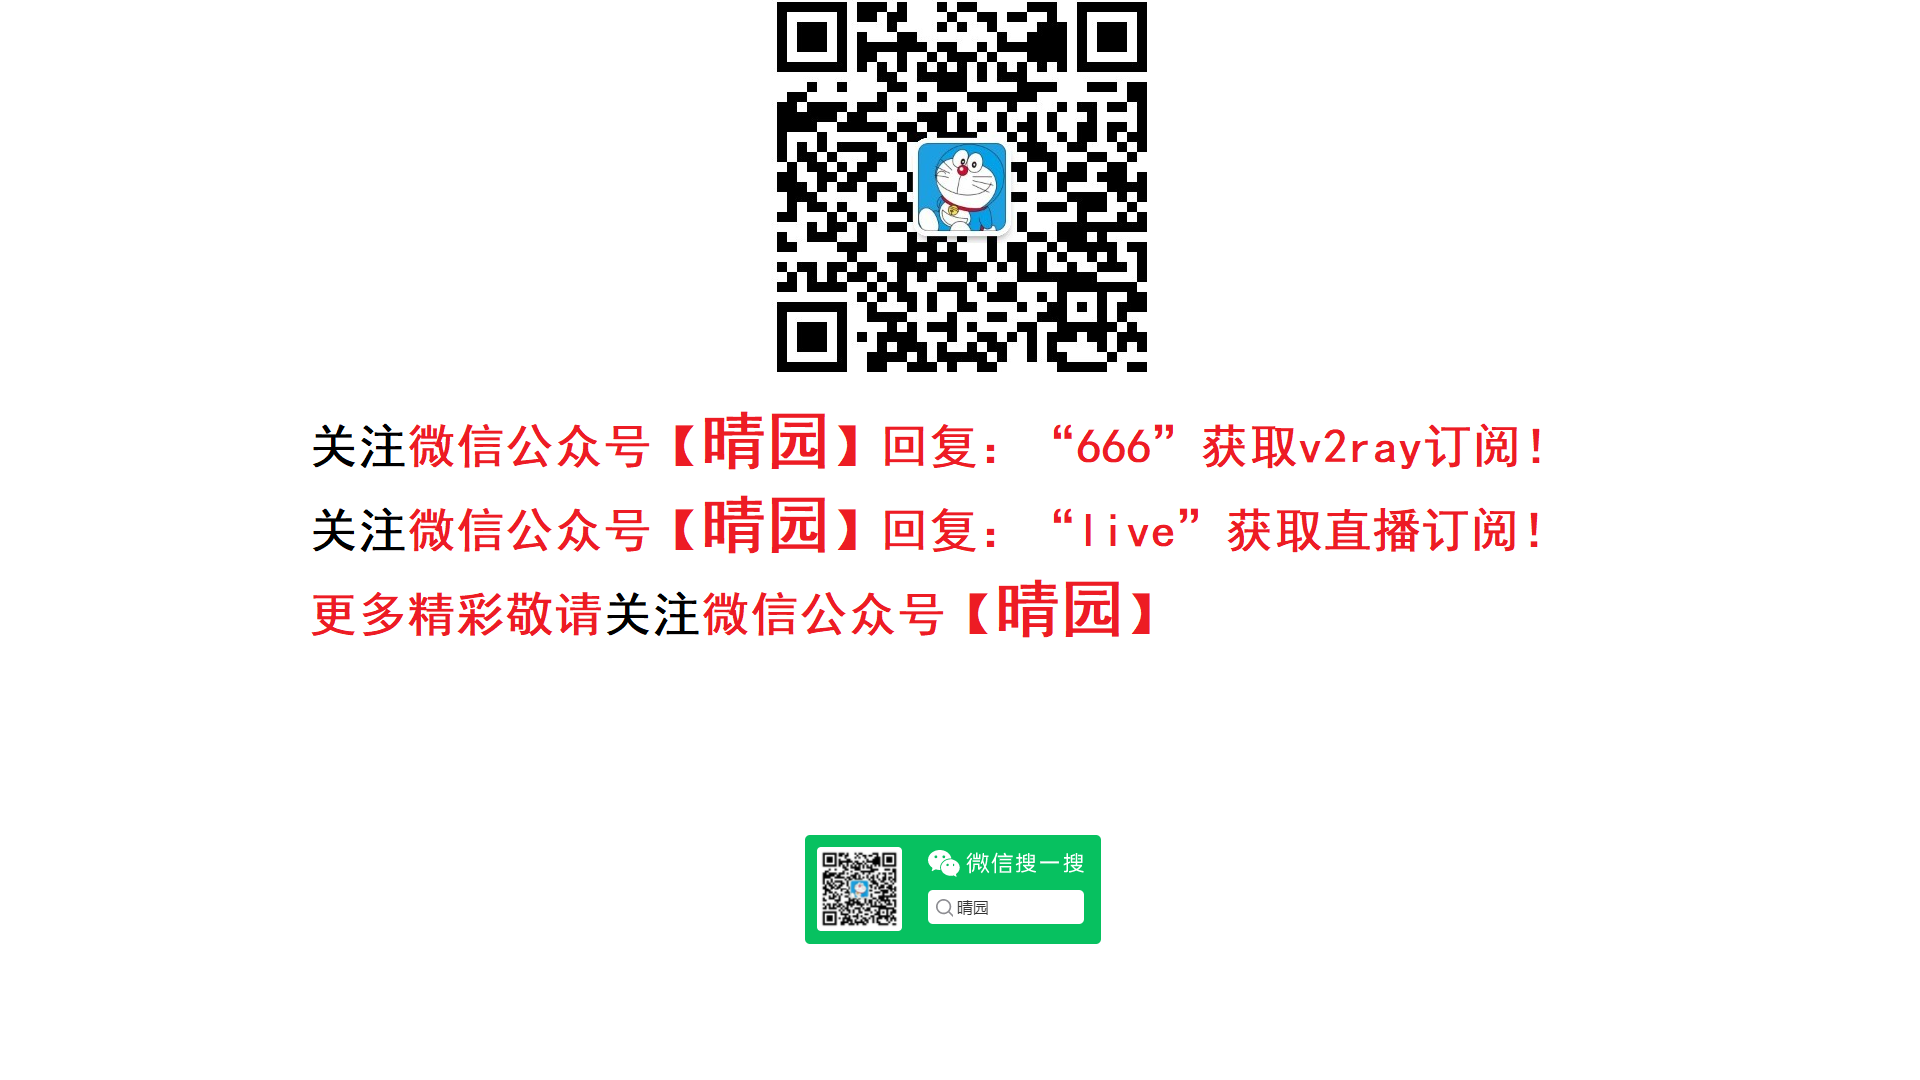 关注微信公众号【晴园】回复：“666”获取v2ray订阅！
关注微信公众号【晴园】回复：“live”获取直播订阅！
更多精彩敬请关注微信公众号【晴园】
微信搜一搜
晴园